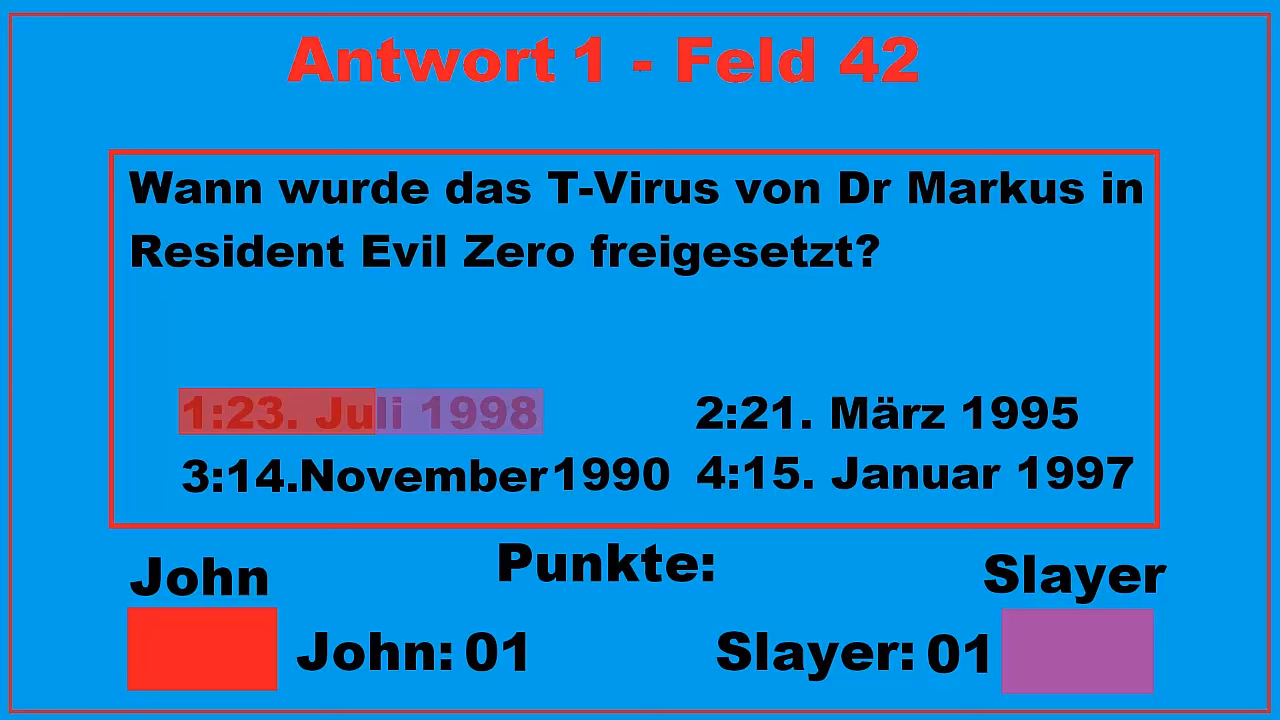 Antwort 1 - Feld 42
Wann wurde das T-Virus von Dr Markus in
Resident Evil Zero freigesetzt?
1:23. Juli 1998 2:21. März 1995
3:14.November1990 4:15. Januar 1997
John Punkte: Slayer
John: 01 Slayer: 01